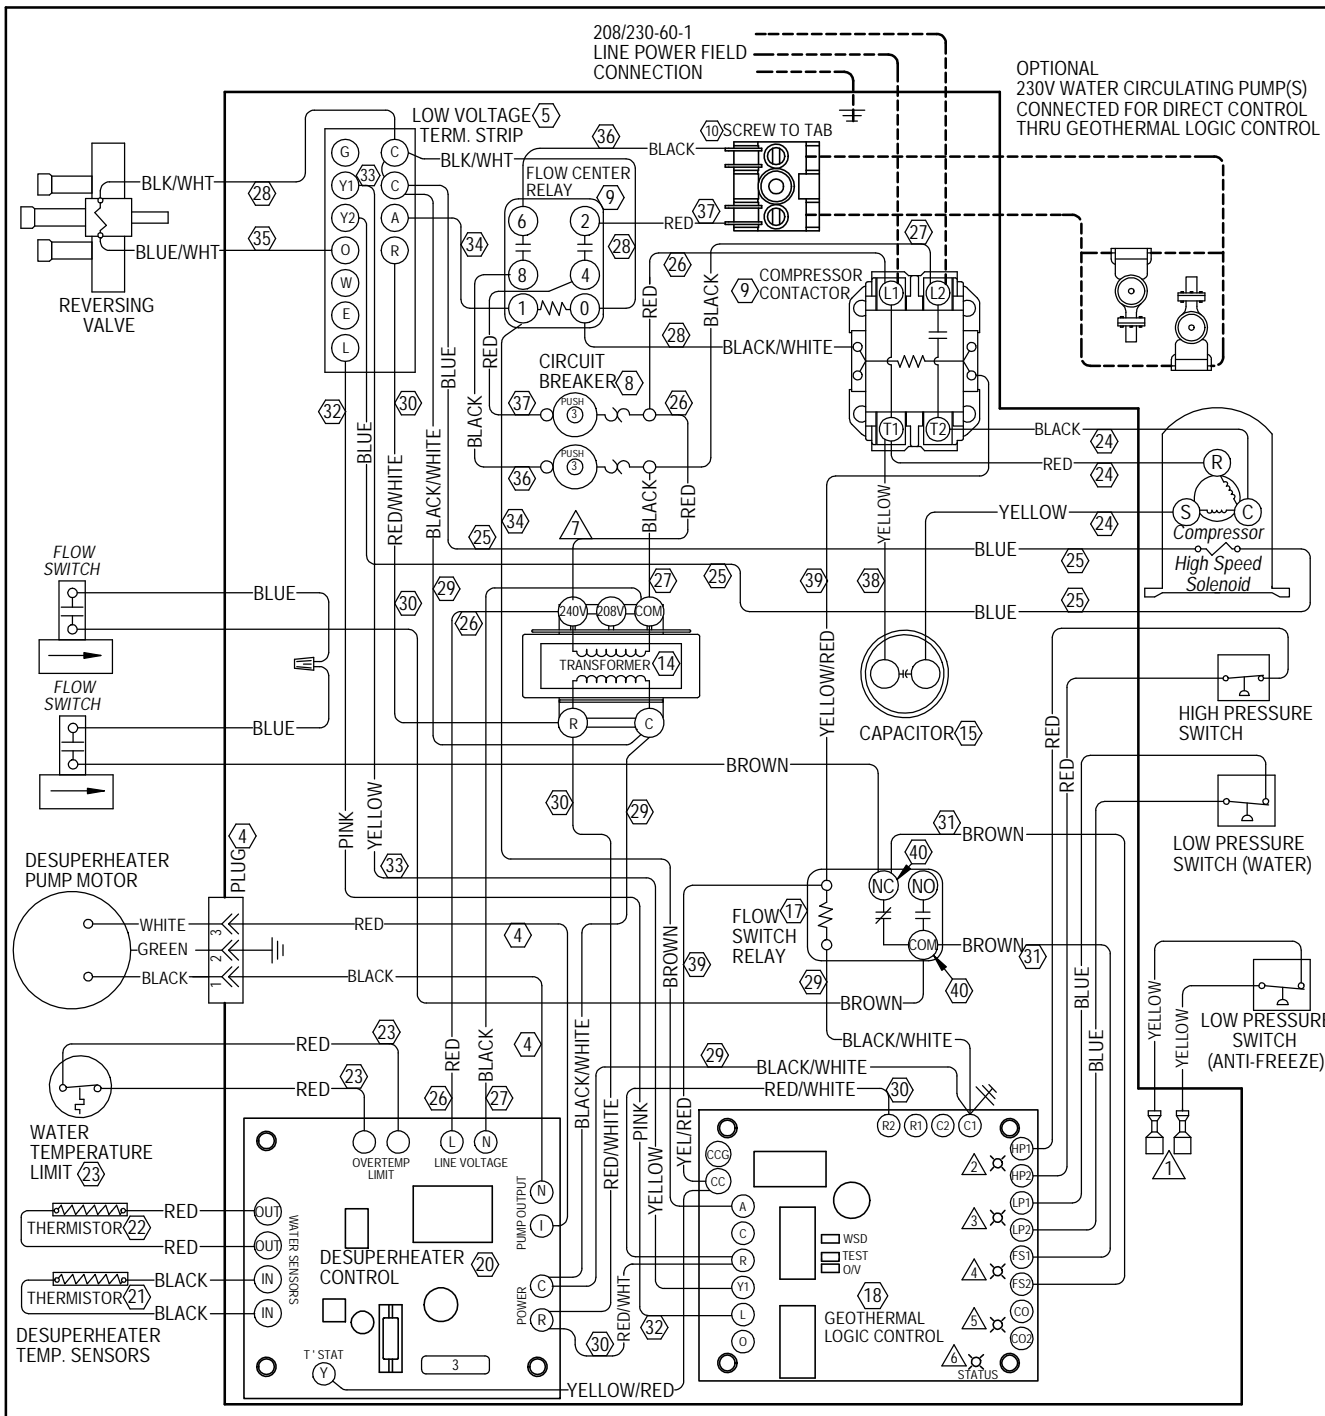 208/230-60-1
LINE POWER FIELD
CONNECTION
OPTIONAL
230V WATER CIRCULATING PUMP(S)
CONNECTED FOR DIRECT CONTROL
THRU GEOTHERMAL LOGIC CONTROL
LOW VOLTAGE 5
TERM. STRIP
36
BLACK
10 SCREW TO TAB
G C
33
BLK/WHT
FLOW CENTER
RELAY
9
BLK/WHT
28
Y1 C
6 2
RED
37
27
Y2 A
34
28
26
BLUE/WHT
35
O R
8 4
9 COMPRESSOR
CONTACTOR
L1 L2
REVERSING
VALVE
W
E
L
1 0
RED
BLACK
28
BLACK/WHITE
CIRCUIT
BREAKER 8
BLUE
RED
32
30
37
PUSH
3
26
T1 T2
BLACK
24
RED
24
R
BLUE
BLACK
36
PUSH
3
RED/WHITE
BLACK/WHITE
BLACK
RED
YELLOW
YELLOW
24
S C
Compressor
High Speed
Solenoid
25
34
7
BLUE
25
FLOW
SWITCH
BLUE
30
29
26
27
25
39
38
BLUE
25
240V 208V COM
TRANSFORMER 14
YELLOW/RED
CAPACITOR 15
RED
RED
HIGH PRESSURE
SWITCH
FLOW
SWITCH
BLUE
R C
BROWN
30
29
PINK
YELLOW
31
BROWN
LOW PRESSURE
SWITCH (WATER)
DESUPERHEATER
PUMP MOTOR
4
PLUG
33
40
NC NO
FLOW 17
SWITCH
RELAY
COM
BROWN
31
40
WHITE
3
RED
4
GREEN
2
BLACK
1
BLACK
BROWN
39
29
BROWN
BLUE
BLUE
YELLOW
YELLOW
LOW PRESSURE
SWITCH
(ANTI-FREEZE)
1
RED
23
RED
23
WATER
TEMPERATURE
LIMIT 23
RED
26
BLACK
27
4
BLACK/WHITE
RED/WHITE
PINK
YELLOW
YEL/RED
BLACK/WHITE
29
BLACK/WHITE
RED/WHITE
30
R2 R1 C2 C1
OVERTEMP
LIMIT
L N
LINE VOLTAGE
CCG
CC
A
C
R
Y1
L
O
2
3
4
5
6
STATUS
HP1
HP2
LP1
LP2
FS1
FS2
CO
CO2
WSD
TEST
O/V
18
GEOTHERMAL
LOGIC CONTROL
THERMISTOR 22
RED
RED
OUT
OUT
IN
IN
WATER SENSORS
THERMISTOR 21
BLACK
BLACK
DESUPERHEATER
TEMP. SENSORS
DESUPERHEATER
CONTROL
20
PUMP OUTPUT
N
I
POWER
C
R
30
RED/WHT
32
T'STAT
Y
3
YELLOW/RED